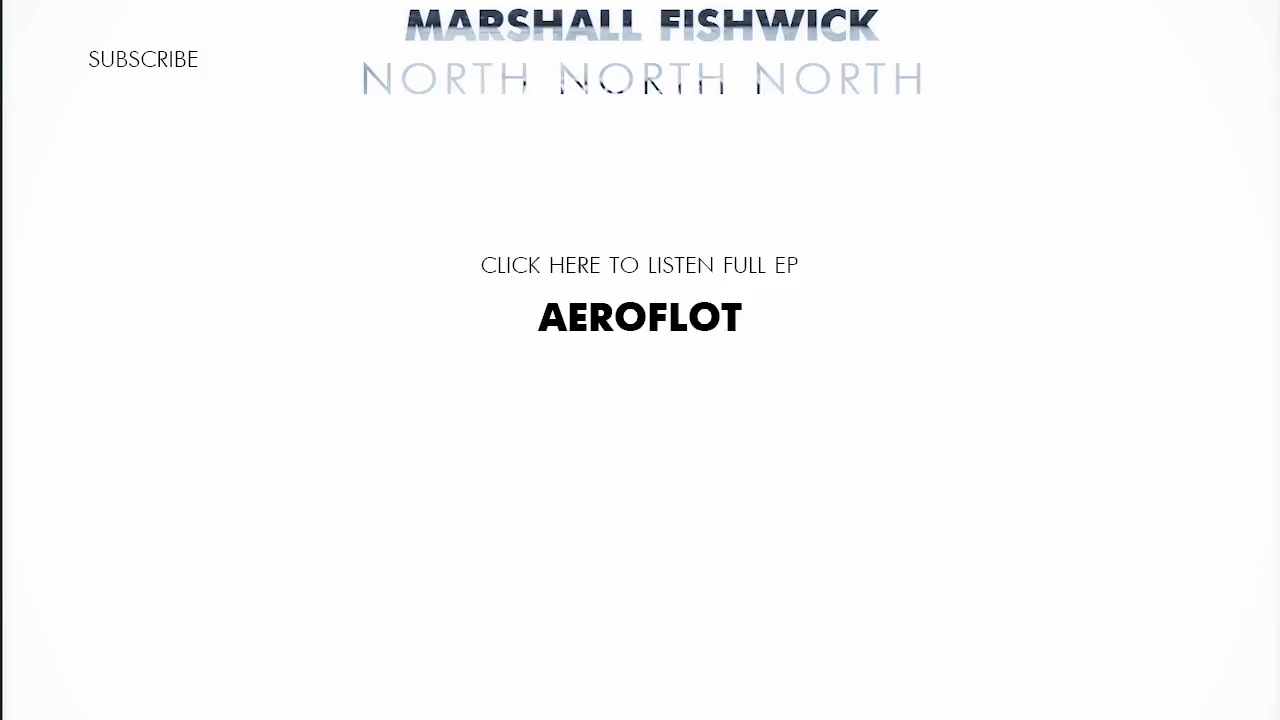 MARSHALL FISHWICK
SUBSCRIBE
NORTH NORTH NORTH
CLICK HERE TO LISTEN FULL EP
AEROFLOT